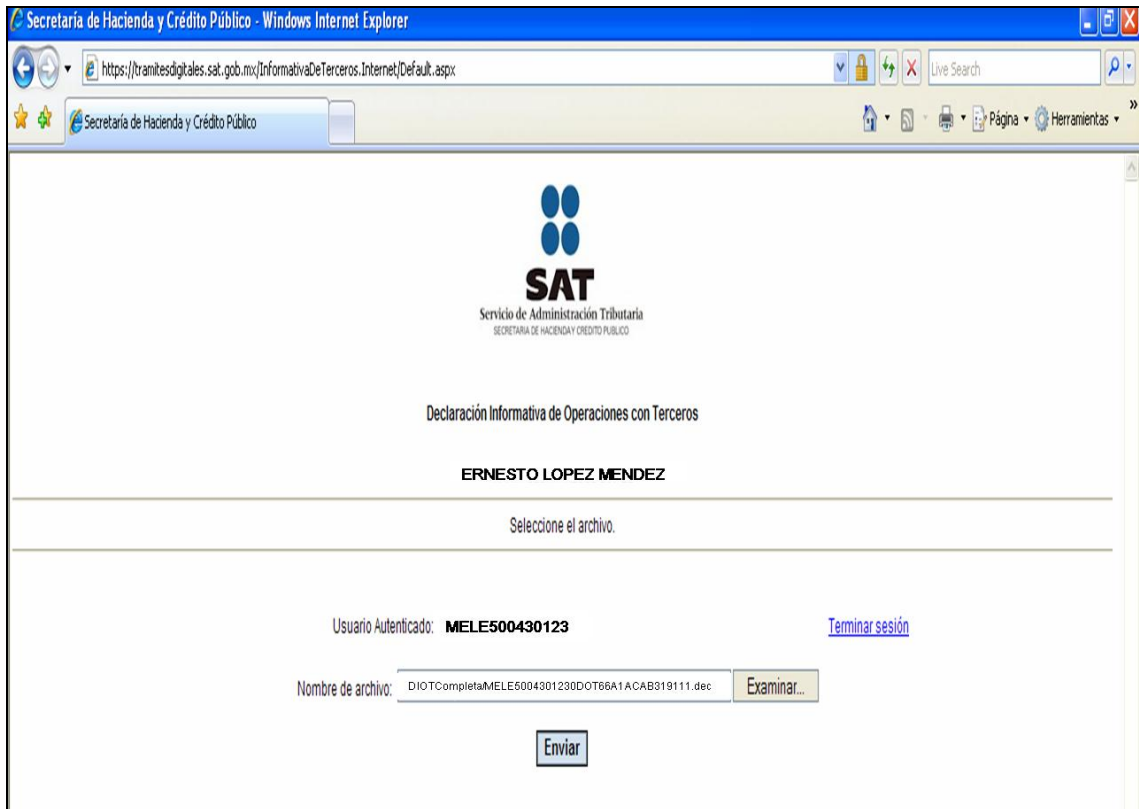 Secretaría de Hacienda y Crédito Público - Windows Internet Explorer
https://tramitesdigitales.sat.gob.mx/InformativaDeTerceros.Internet/Default.aspx
Live Search
Secretaría de Hacienda y Crédito Público
Página
Herramientas
»
SAT
Servicio de Administración Tributaria
SECRETARIA DE HACIENDA Y CREDITO PUBLICO
Declaración Informativa de Operaciones con Terceros
ERNESTO LOPEZ MENDEZ
Seleccione el archivo.
Usuario Autenticado: MELE500430123 Terminar sesión
Nombre de archivo: DIOTCompleta/MELE5004301230DOT66A1ACAB319111.dec Examinar...
Enviar